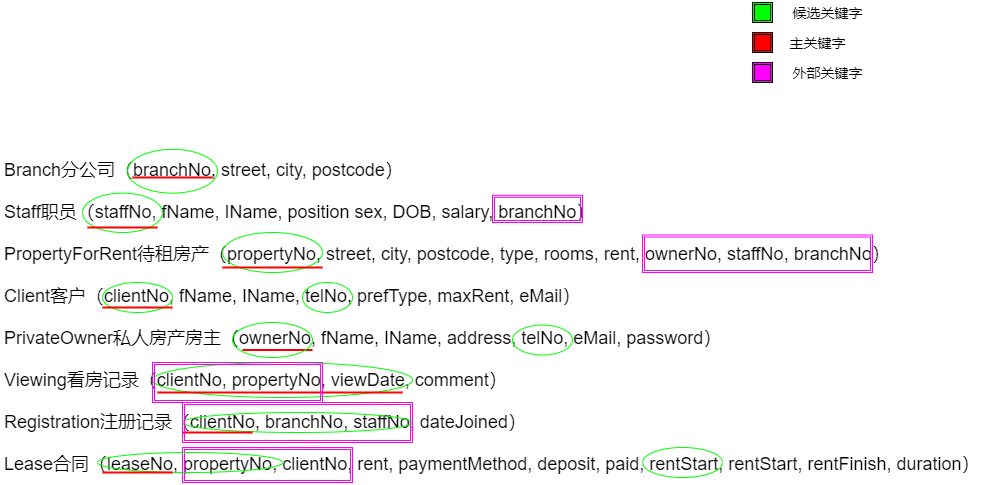 候选关键字
主关键字
外部关键字
Branch分公司（branchNo, street, city, postcode）
Staff职员（staffNo, fName, IName, position sex, DOB, salary, branchNo）
PropertyForRent待租房产（propertyNo, street, city, postcode, type, rooms, rent, ownerNo, staffNo, branchNo）
Client客户（clientNo, fName, IName, telNo, prefType, maxRent, eMail）
PrivateOwner私人房产房主（ownerNo, fName, IName, address, telNo, eMail, password）
Viewing看房记录（clientNo, propertyNo, viewDate, comment）
Registration注册记录（clientNo, branchNo, staffNo, dateJoined）
Lease合同（leaseNo, propertyNo, clientNo, rent, paymentMethod, deposit, paid, rentStart, rentStart, rentFinish, duration）